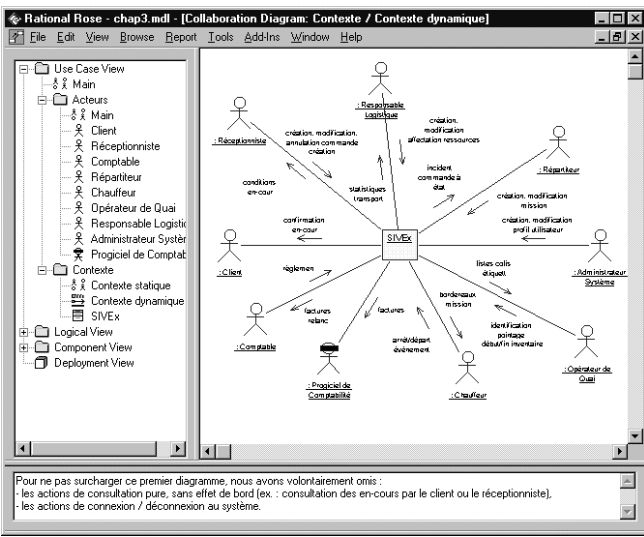 Rational Rose - chap3.mdl - [Collaboration Diagram: Contexte / Contexte dynamique]
File Edit View Browse Report Tools Add-Ins Window Help
Use Case View
Main
Acteurs
Main
Client
Réceptionniste
Comptable
Répartiteur
Chauffeur
Opérateur de Quai
Responsable Logistic
Administrateur Systèr
Progiciel de Comptab
Contexte
Contexte statique
Contexte dynamique
SIVEx
Logical View
Component View
Deployment View
: Responsable
Logistique
: Réceptionniste
création, modification,
annulation commande
création
création,
modification
affectation ressources
: Répartiteur
conditions
en-cour
statistiques
transport
incident
commande à
état
création, modification
mission
confirmation
en-cour
création, modification
profil utilisateur
SIVEx
: Client
: Administrateur
Système
règlemen
listes colis
étiquett
bordereaux
mission
factures
relanc
factures
identification
pointage
début/fin inventaire
: Comptable
arrêt/départ
événement
: Progiciel de
Comptabilité
: Chauffeur
: Opérateur de
Quai
Pour ne pas surcharger ce premier diagramme, nous avons volontairement omis :
- les actions de consultation pure, sans effet de bord (ex. : consultation des en-cours par le client ou le réceptionniste),
- les actions de connexion / déconnexion au système.